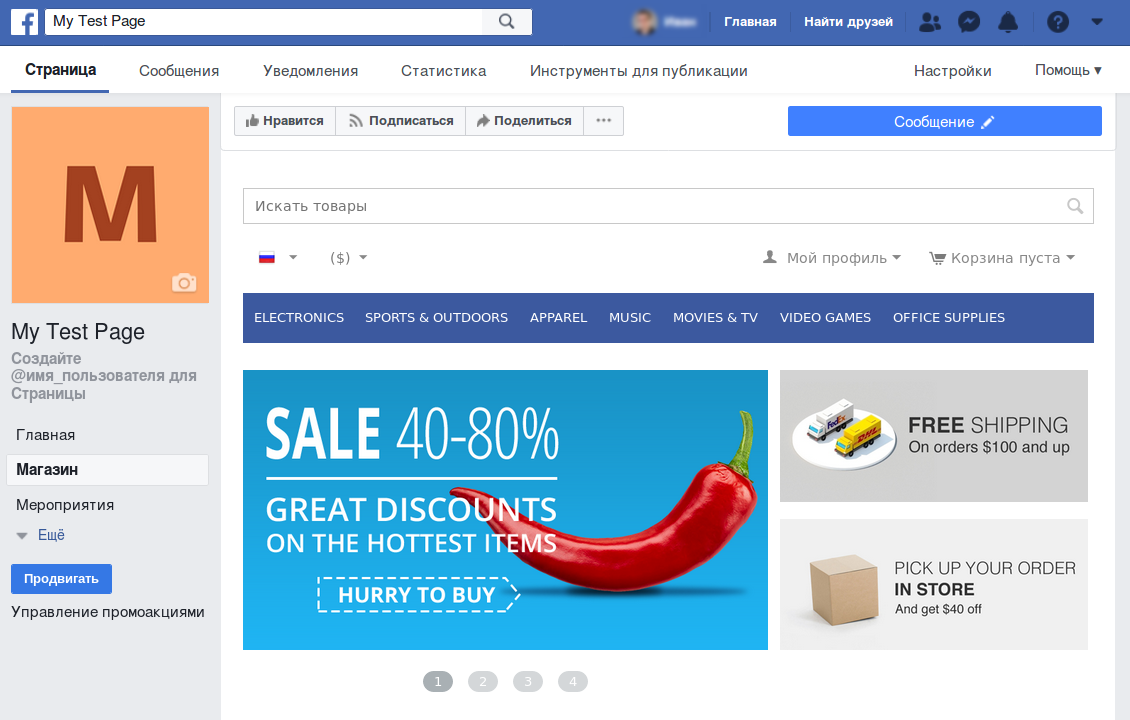 My Test Page
Главная
Найти друзей
Страница
Сообщения
Уведомления
Статистика
Инструменты для публикации
Настройки
Помощь ▾
M
My Test Page
Создайте
@имя_пользователя для
Страницы
Главная
Магазин
Мероприятия
Ещё
Продвигать
Управление промоакциями
Нравится
Подписаться
Поделиться
Сообщение
Искать товары
($)
Мой профиль
Корзина пуста
ELECTRONICS
SPORTS & OUTDOORS
APPAREL
MUSIC
MOVIES & TV
VIDEO GAMES
OFFICE SUPPLIES
SALE 40-80%
GREAT DISCOUNTS
ON THE HOTTEST ITEMS
HURRY TO BUY
FedEx
DHL
FREE SHIPPING
On orders $100 and up
PICK UP YOUR ORDER
IN STORE
And get $40 off
1
2
3
4